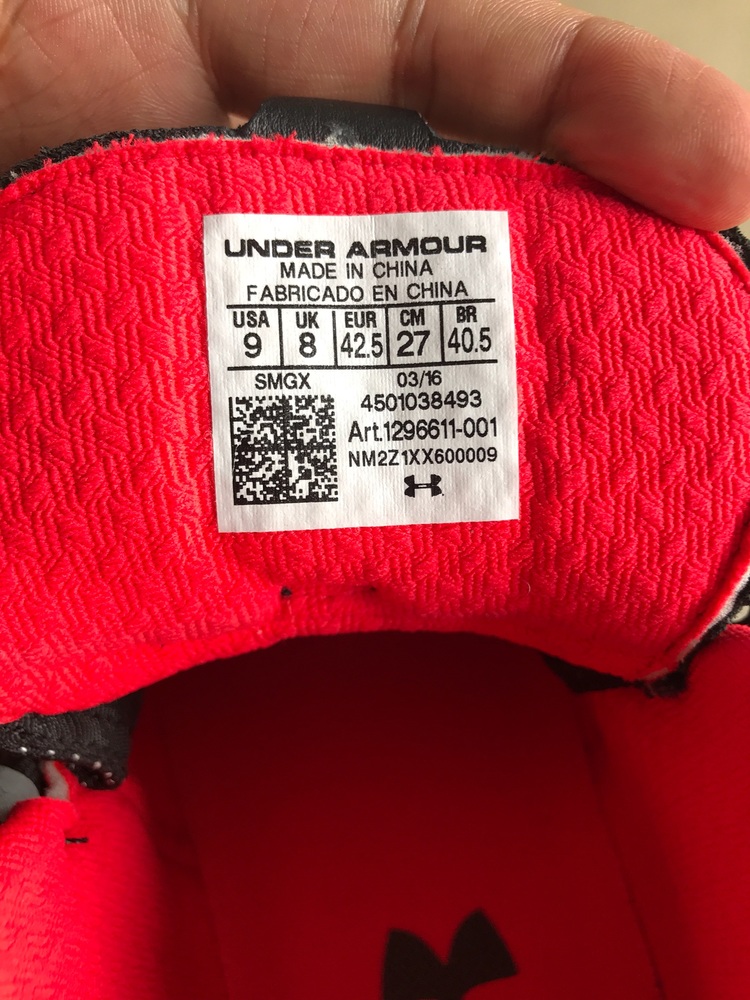 UNDER ARMOUR
MADE IN CHINA
FABRICADO EN CHINA
USA UK EUR CM BR
9 8 42.5 27 40.5
SMGX 03/16
4501038493
Art.1296611-001
NM2Z1XX600009